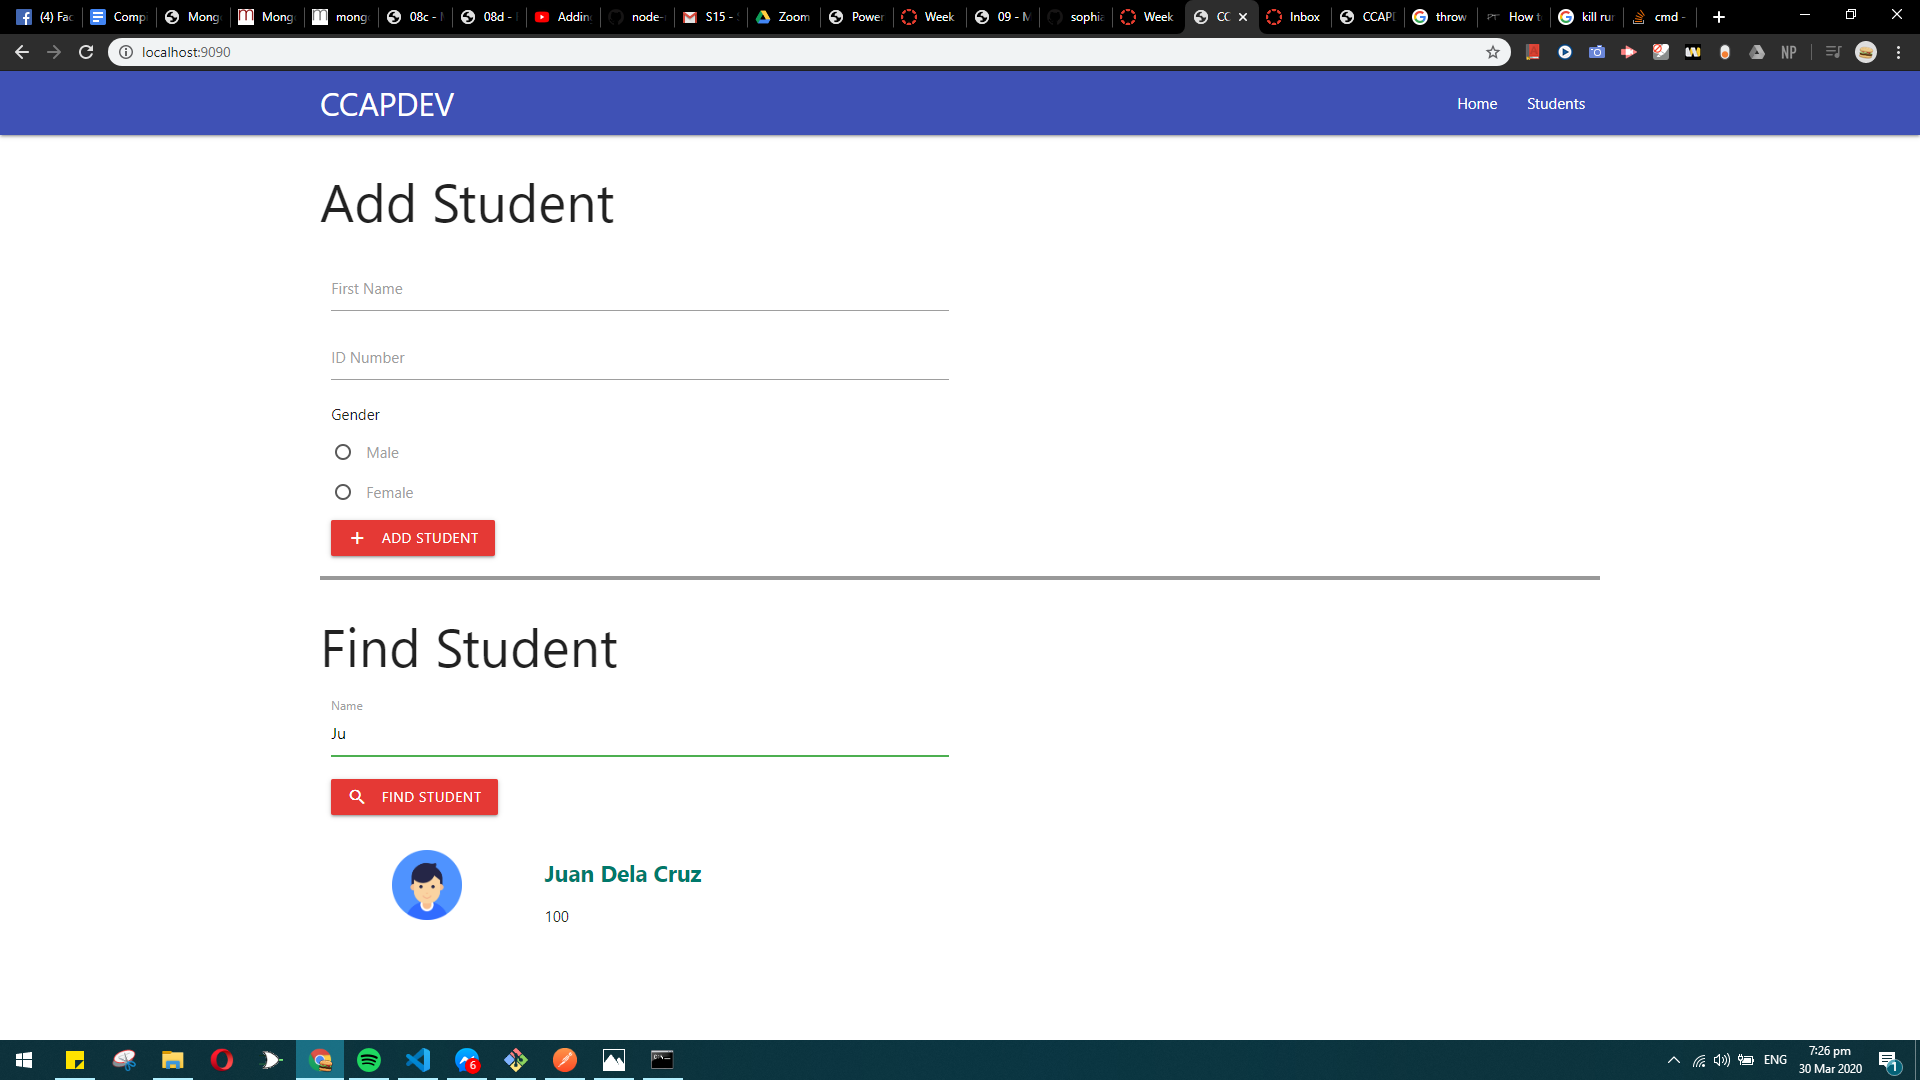 (4) Fac
Comp
Mong
Mong
mong
08c - M
08d -
Adding
node-
S15 -
Zoom
Power
Week
09 - M
sophia
Week
CC
Inbox
CCAPI
throw
How t
kill rur
cmd -
localhost:9090
NP
CCAPDEV
Home
Students
Add Student
First Name
ID Number
Gender
Male
Female
ADD STUDENT
Find Student
Name
Ju
FIND STUDENT
Juan Dela Cruz
100
6
ENG
7:26 pm
30 Mar 2020
1